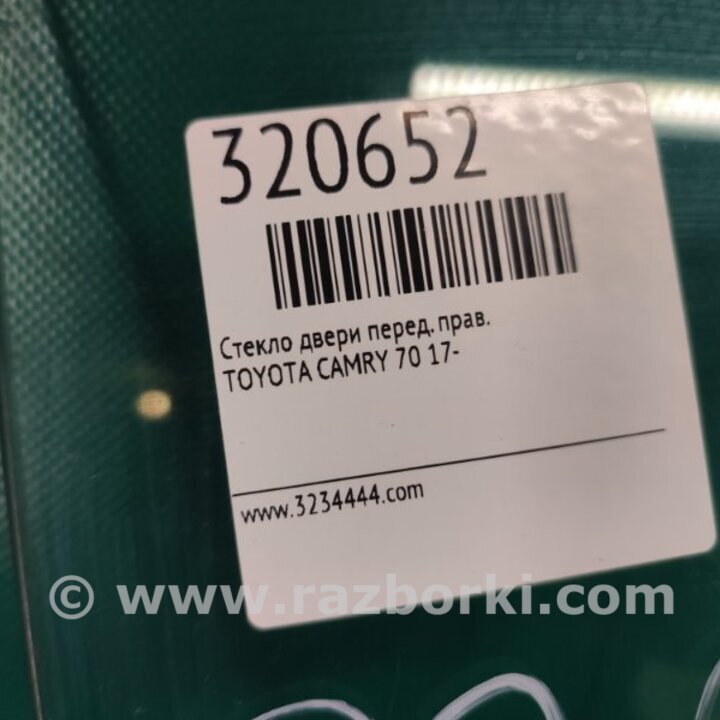 320652
Стекло двери перед. прав.
TOYOTA CAMRY 70 17-
www.3234444.com
© www.razborki.com